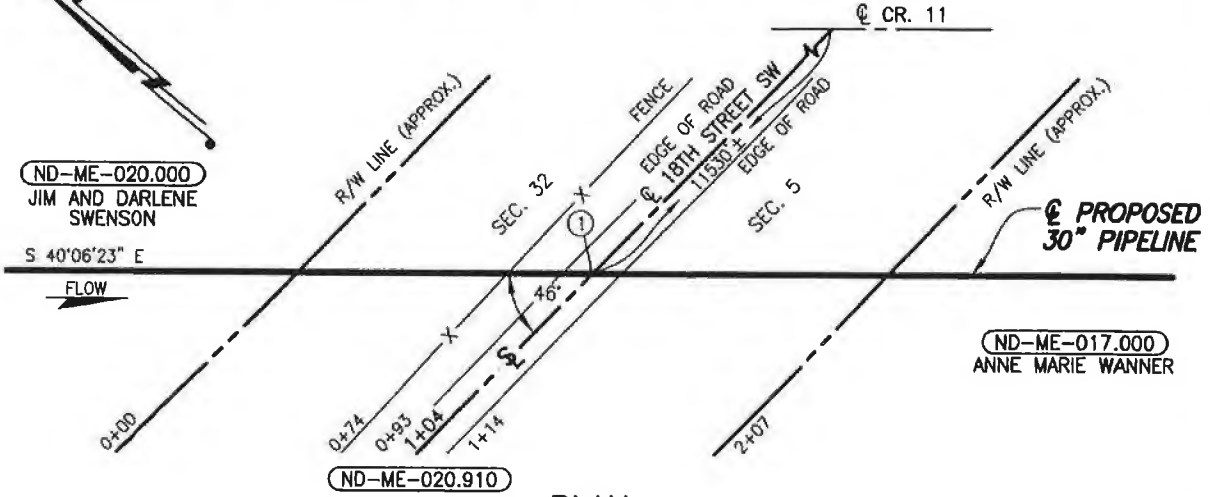 ℄ CR. 11
R/W LINE (APPROX.)
FENCE
EDGE OF ROAD
℄ 18TH STREET SW
11530'±
EDGE OF ROAD
R/W LINE (APPROX.)
ND-ME-020.000
JIM AND DARLENE
SWENSON
SEC. 32
1
SEC. 5
℄ PROPOSED
30" PIPELINE
S 40°06'23" E
FLOW
46°
ND-ME-017.000
ANNE MARIE WANNER
0+00
0+74
0+93
1+04
1+14
2+07
ND-ME-020.910